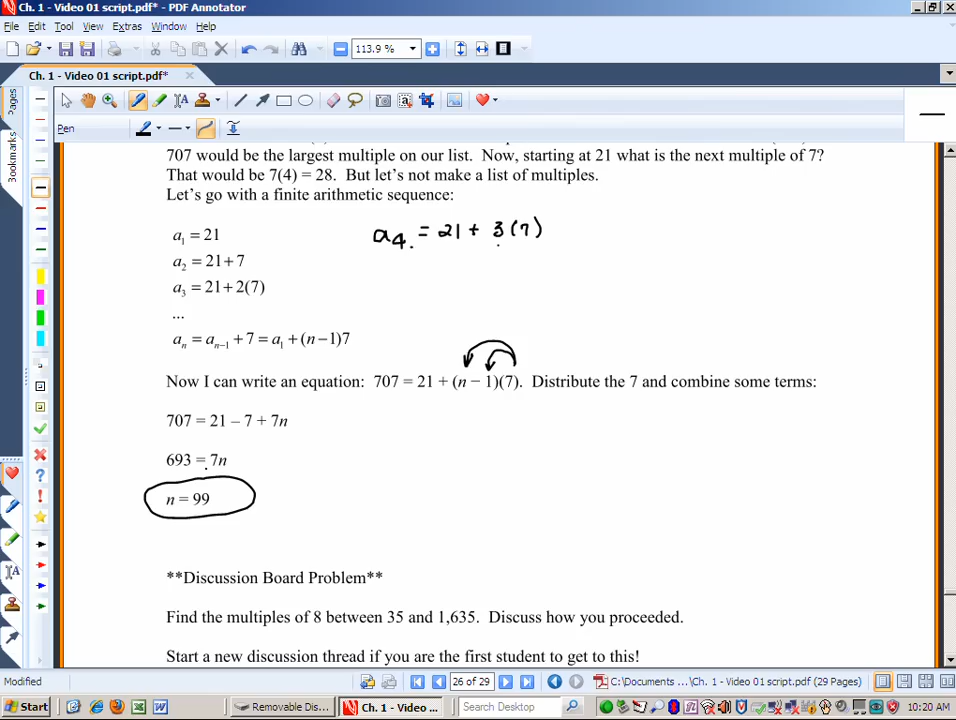 Ch. 1 - Video 01 script.pdf* - PDF Annotator
File Edit Tool View Extras Window Help
113.9 %
Ch. 1 - Video 01 script.pdf*
Pages
Bookmarks
Pen
707 would be the largest multiple on our list. Now, starting at 21 what is the next multiple of 7?
That would be 7(4) = 28. But let's not make a list of multiples.
Let's go with a finite arithmetic sequence:
a₁ = 21
a₄ = 21 + 3(7)
a₂ = 21 + 7
a₃ = 21 + 2(7)
...
aₙ = aₙ₋₁ + 7 = a₁ + (n − 1)7
Now I can write an equation: 707 = 21 + (n − 1)(7). Distribute the 7 and combine some terms:
707 = 21 – 7 + 7n
693 = 7n
n = 99
**Discussion Board Problem**
Find the multiples of 8 between 35 and 1,635. Discuss how you proceeded.
Start a new discussion thread if you are the first student to get to this!
Modified
26 of 29
C:\Documents ...\Ch. 1 - Video 01 script.pdf (29 Pages)
Start
Removable Dis...
Ch. 1 - Video ...
Search Desktop
10:20 AM